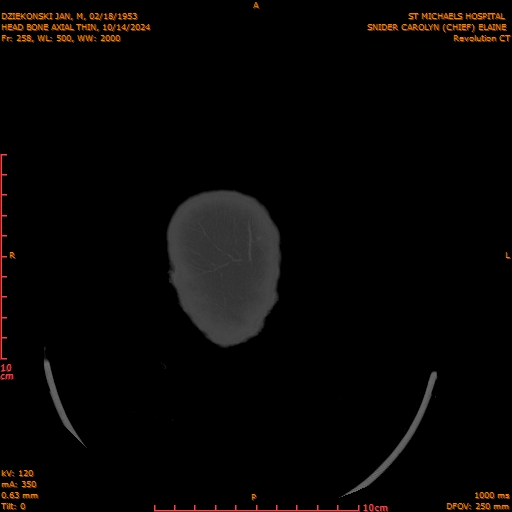 A
DZIEKONSKI JAN, M, 02/18/1953
HEAD BONE AXIAL THIN, 10/14/2024
Fr: 258, WL: 500, WW: 2000
ST MICHAELS HOSPITAL
SNIDER CAROLYN (CHIEF) ELAINE
Revolution CT
R
L
10
cm
kV: 120
mA: 350
0.63 mm
Tilt: 0
P
10cm
1000 ms
DFOV: 250 mm